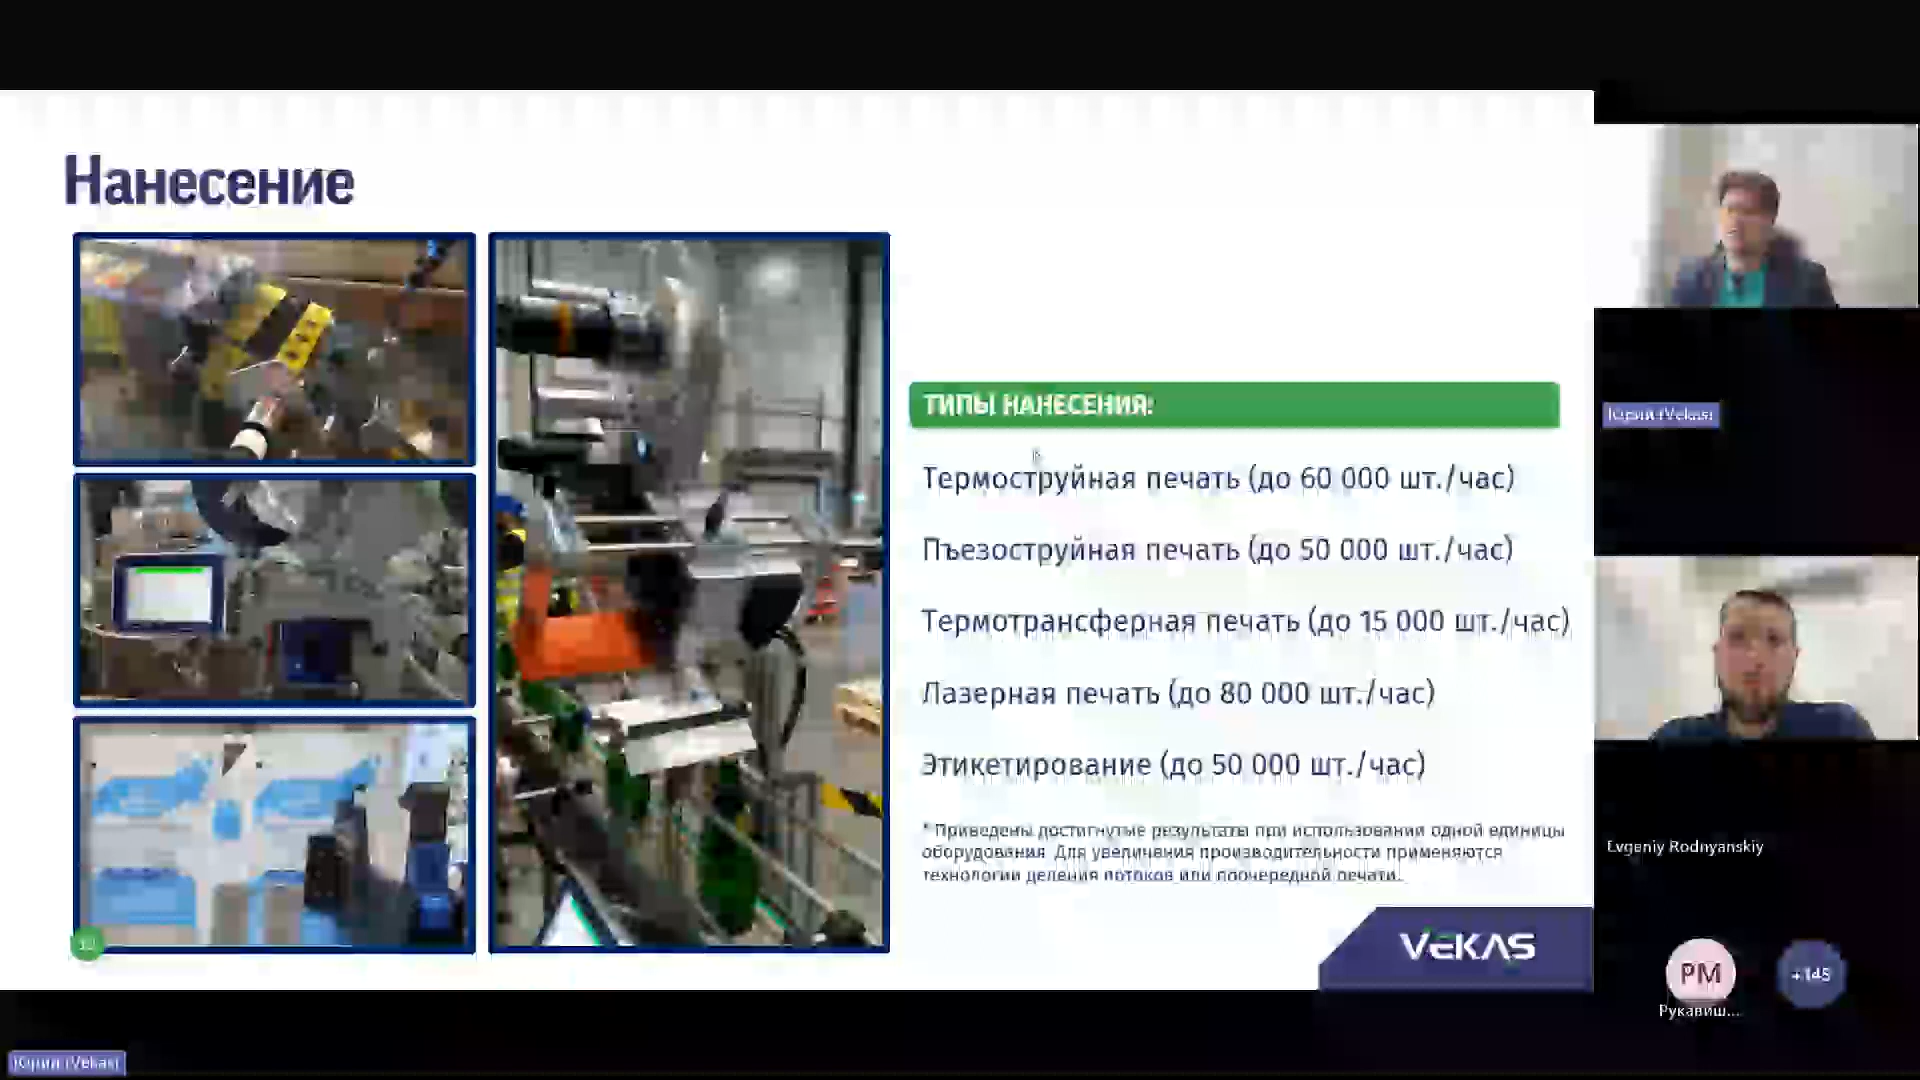 Нанесение
ТИПЫ НАНЕСЕНИЯ:
Термоструйная печать (до 60 000 шт./час)
Пъезоструйная печать (до 50 000 шт./час)
Термотрансферная печать (до 15 000 шт./час)
Лазерная печать (до 80 000 шт./час)
Этикетирование (до 50 000 шт./час)
* Приведены достигнутые результаты при использовании одной единицы
оборудования. Для увеличения производительности применяются
технологии деления потоков или поочередной печати.
VEKAS
Юрий (Vekas)
Evgeniy Rodnyanskiy
PM
Рукавиш...
+145
Юрий (Vekas)